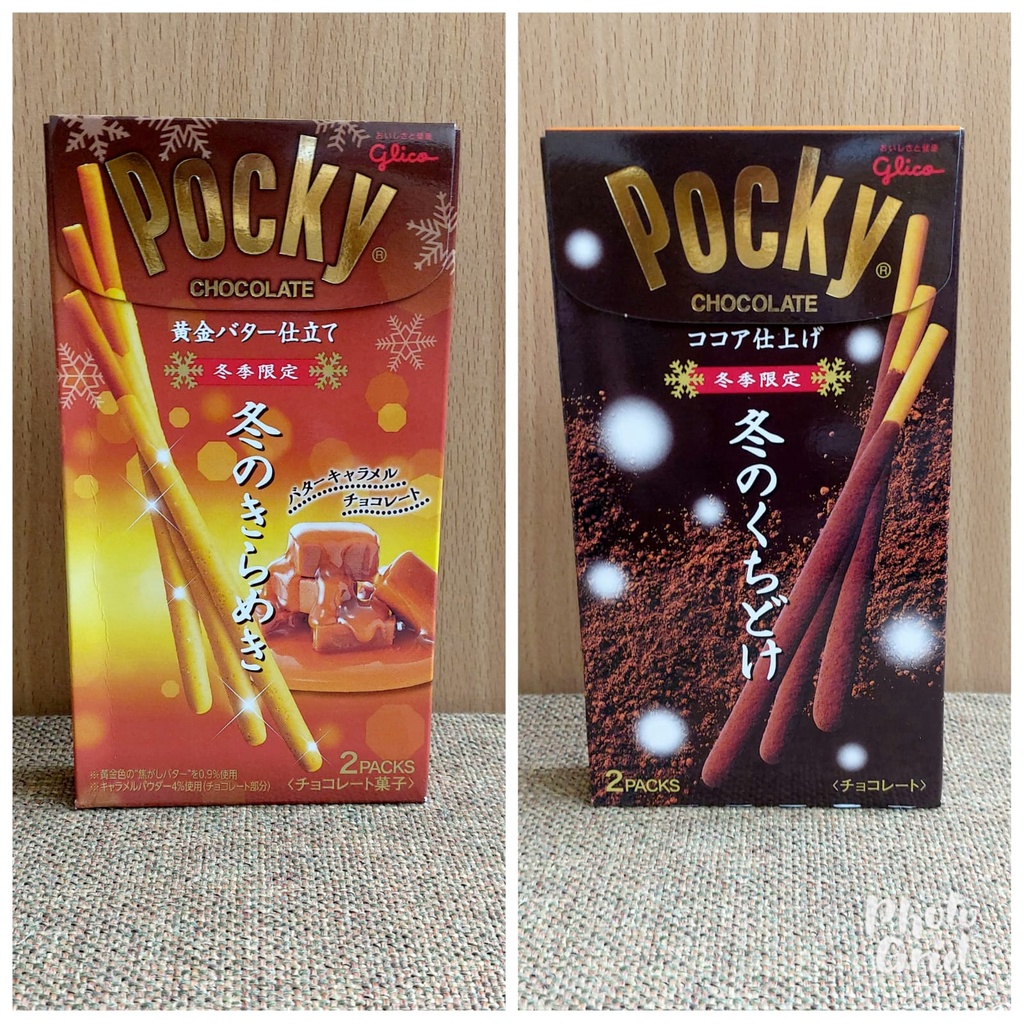 おいしさと健康
Glico
POCKY®
CHOCOLATE
黄金バター仕立て
冬季限定
冬のきらめき
バターキャラメル
チョコレート
2PACKS
〈チョコレート菓子〉
※黄金色の"焦がしバター"を0.9%使用
※キャラメルパウダー4%使用(チョコレート部分)
おいしさと健康
Glico
POCKY®
CHOCOLATE
ココア仕上げ
冬季限定
冬のくちどけ
2PACKS
〈チョコレート〉
Photo
Grid